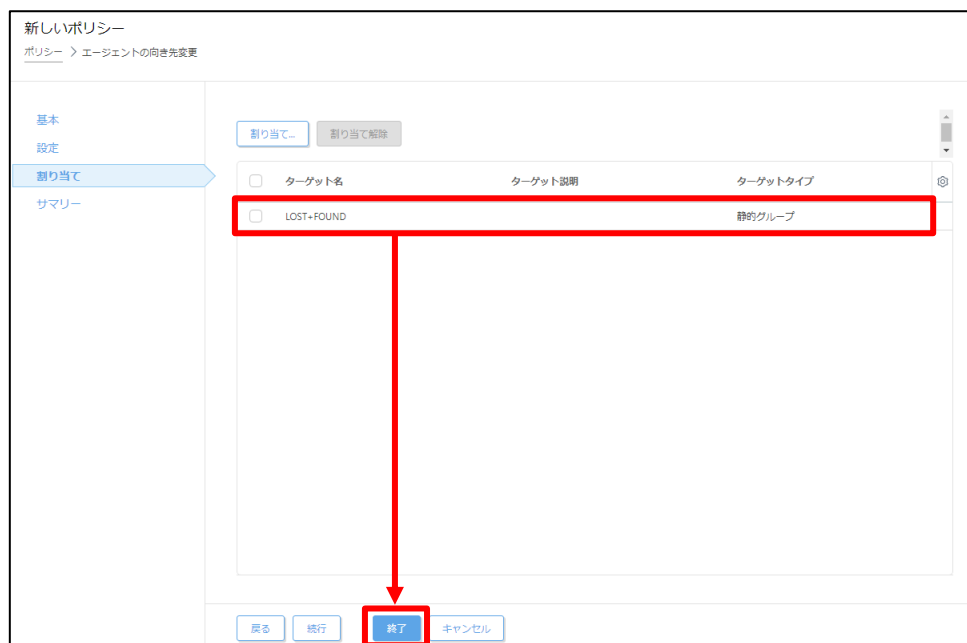 新しいポリシー
ポリシー > エージェントの向き先変更
基本
設定
割り当て
サマリー
割り当て... 割り当て解除
ターゲット名 ターゲット説明 ターゲットタイプ
LOST+FOUND 静的グループ
戻る 続行 終了 キャンセル